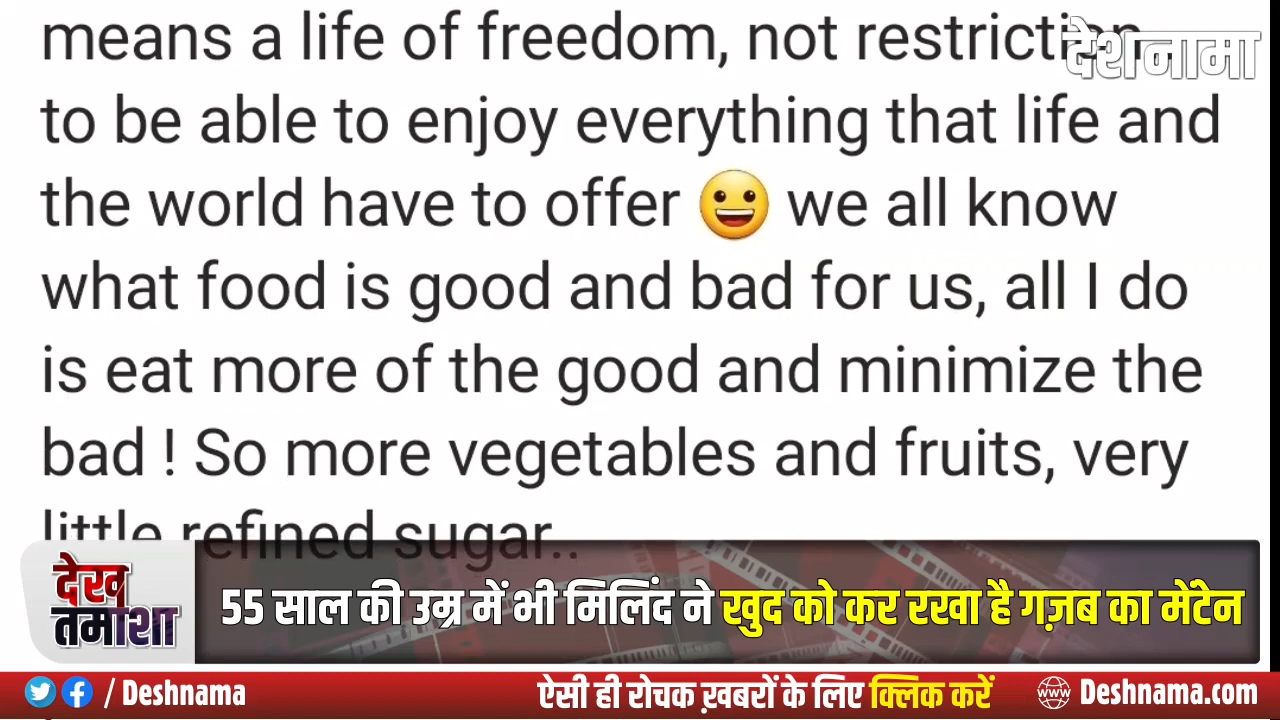 means a life of freedom, not restriction,
देशनामा
to be able to enjoy everything that life and
the world have to offer 😀 we all know
what food is good and bad for us, all I do
is eat more of the good and minimize the
bad ! So more vegetables and fruits, very
little refined sugar..
देख
तमाशा
55 साल की उम्र में भी मिलिंद ने खुद को कर रखा है गज़ब का मेंटेन
/ Deshnama
ऐसी ही रोचक ख़बरों के लिए क्लिक करें
Deshnama.com